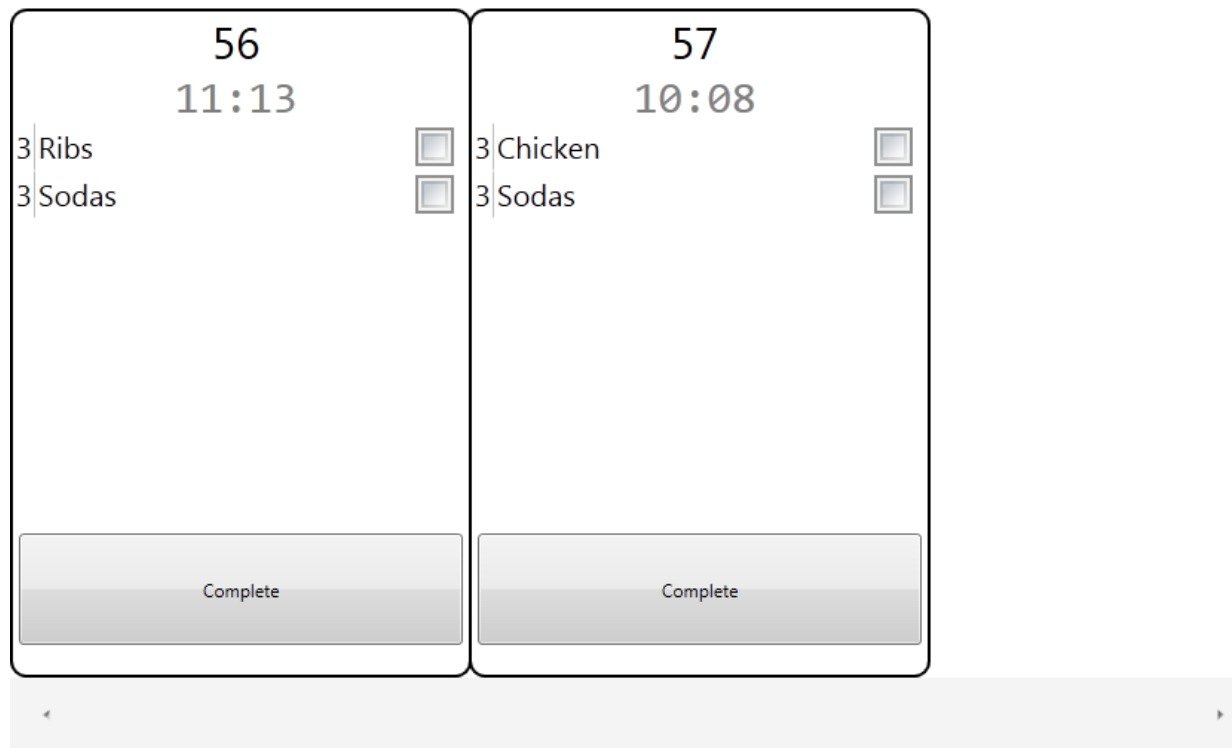 56
11:13
3 Ribs
3 Sodas
Complete
57
10:08
3 Chicken
3 Sodas
Complete